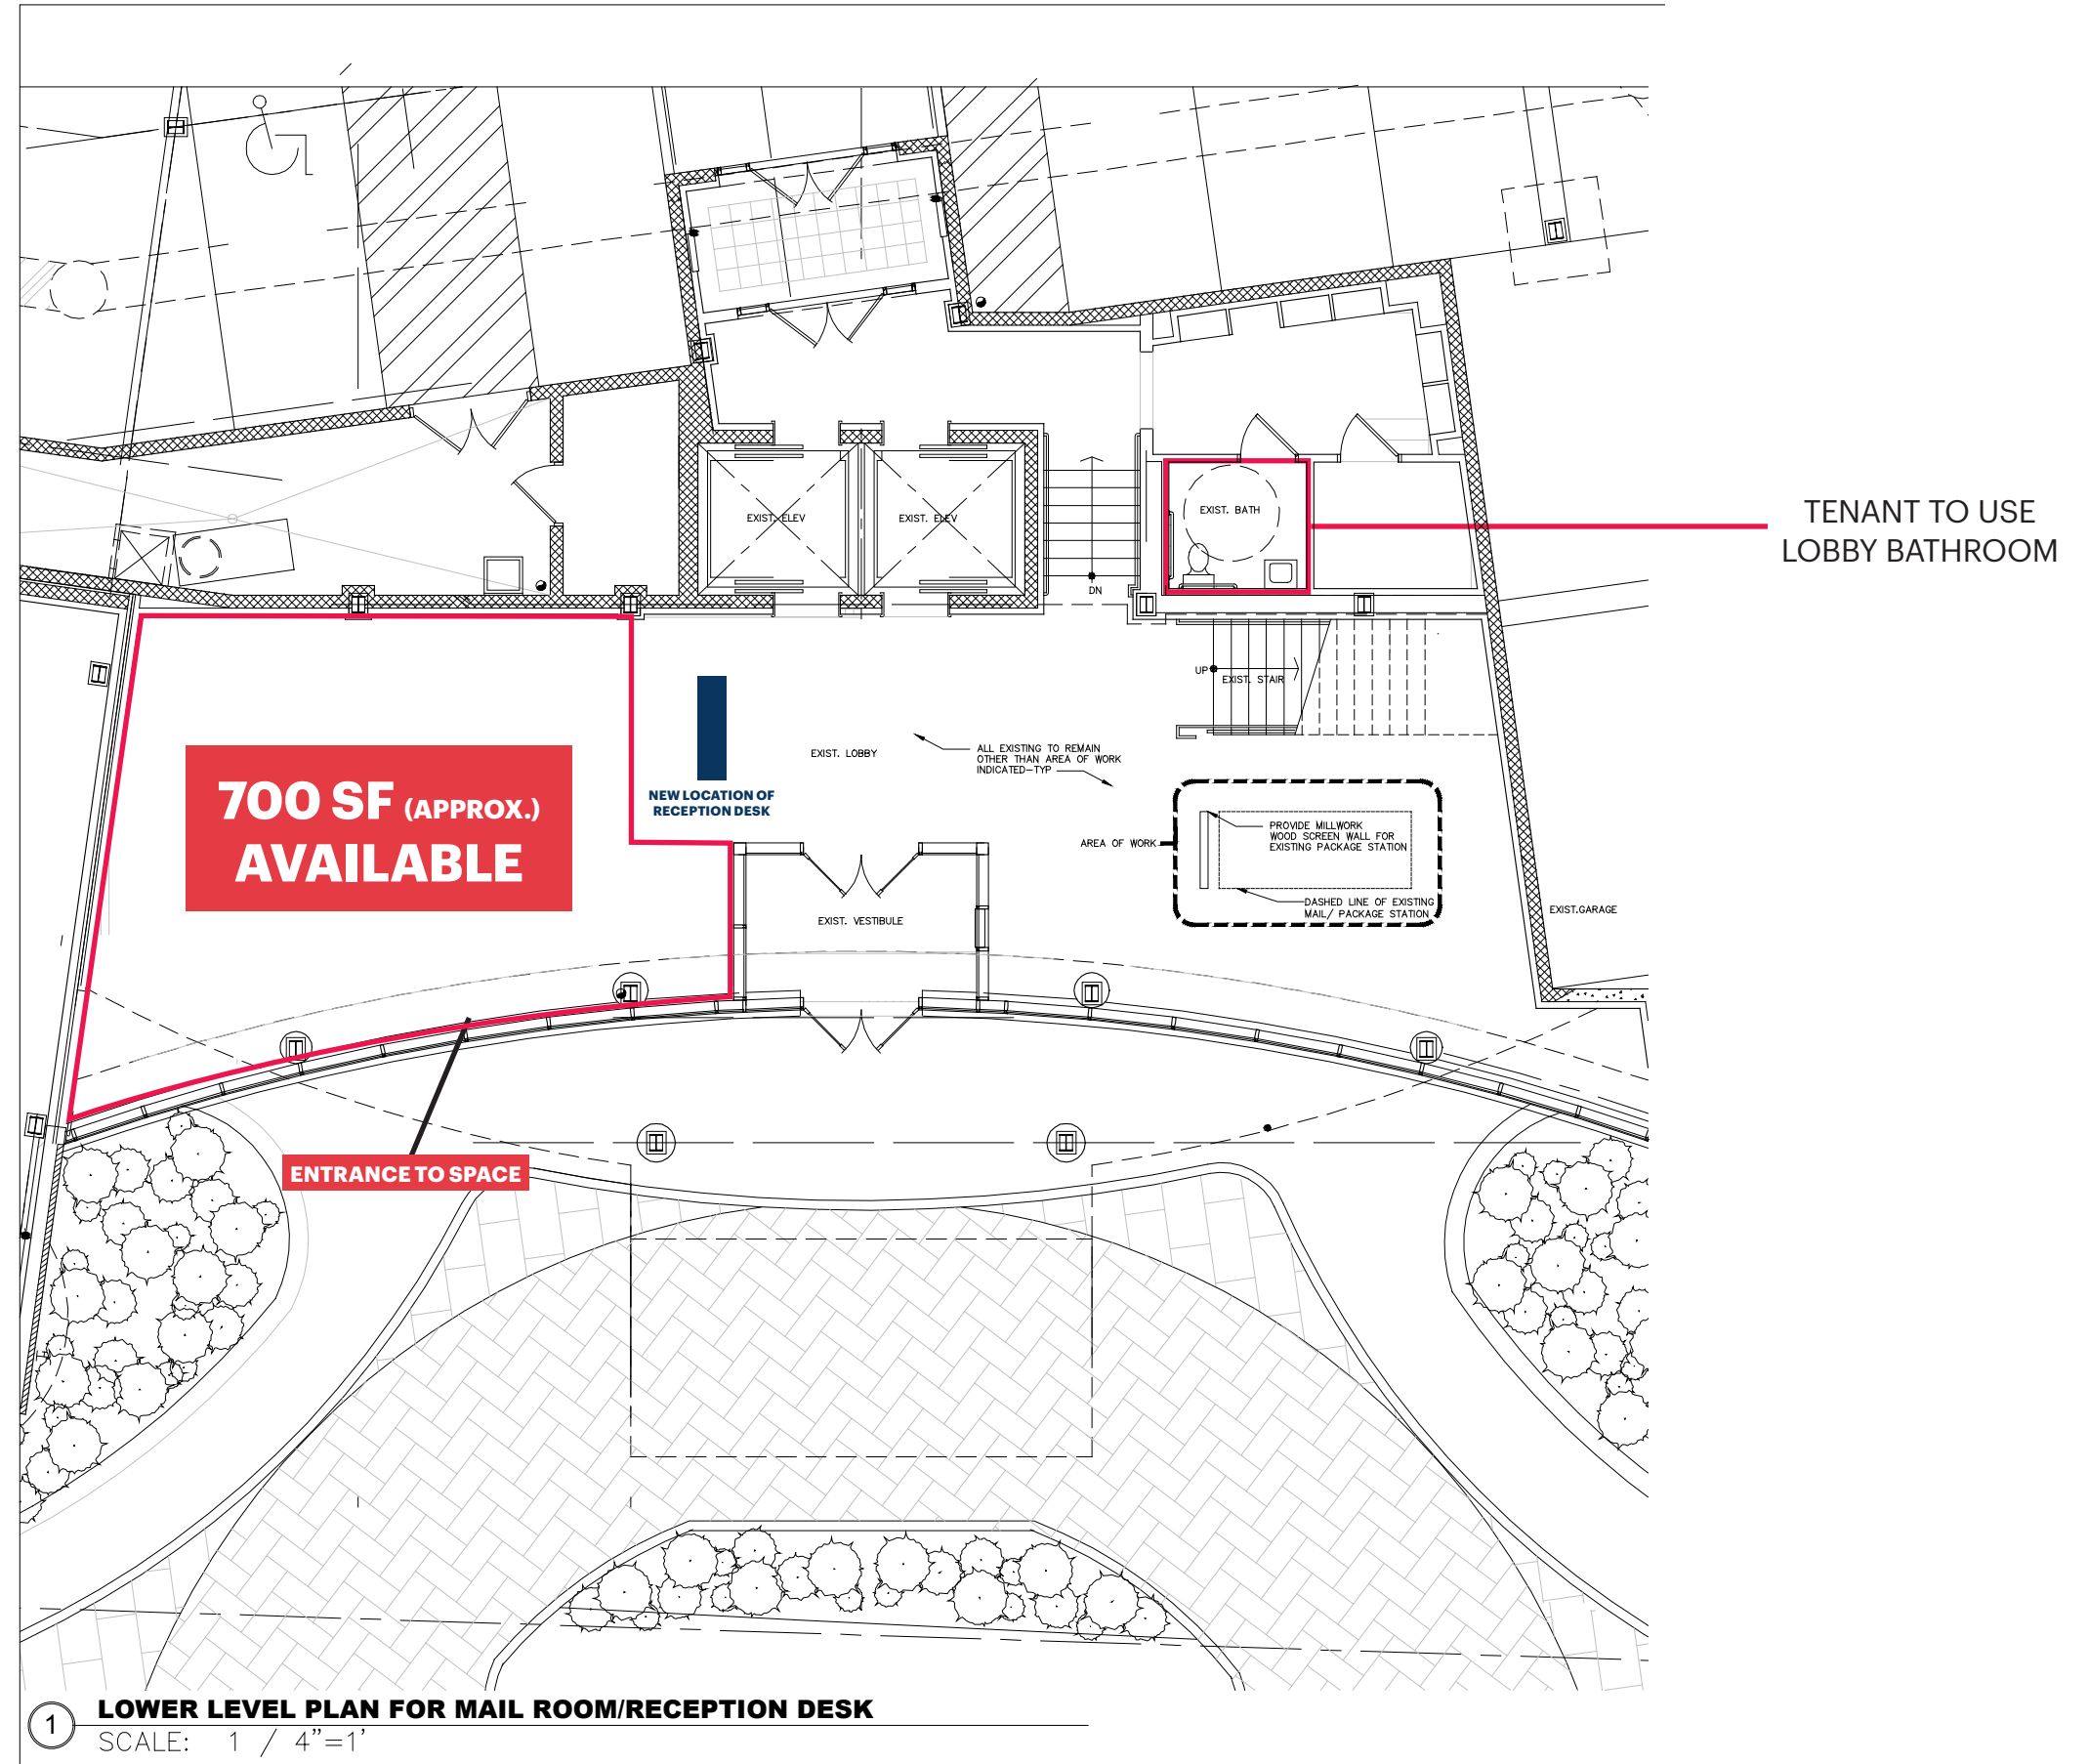 EXIST. ELEV
EXIST. ELEV
DN
EXIST. BATH
TENANT TO USE
LOBBY BATHROOM
UP
EXIST. STAIR
700 SF (APPROX.)
AVAILABLE
NEW LOCATION OF
RECEPTION DESK
EXIST. LOBBY
ALL EXISTING TO REMAIN
OTHER THAN AREA OF WORK
INDICATED-TYP
AREA OF WORK
PROVIDE MILLWORK
WOOD SCREEN WALL FOR
EXISTING PACKAGE STATION
DASHED LINE OF EXISTING
MAIL/ PACKAGE STATION
EXIST. VESTIBULE
EXIST.GARAGE
ENTRANCE TO SPACE
1
LOWER LEVEL PLAN FOR MAIL ROOM/RECEPTION DESK
SCALE: 1 / 4”=1’